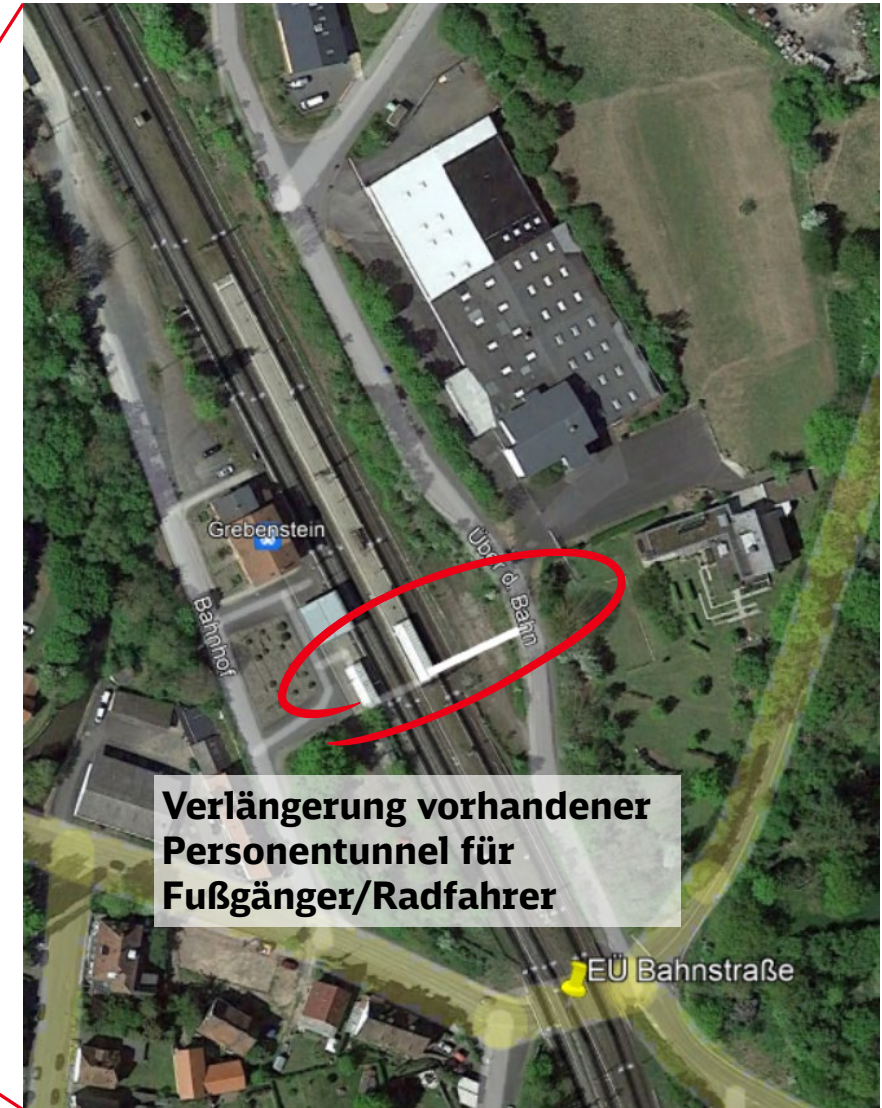 Grebenstein
Über d. Bahn
Bahnhof
Verlängerung vorhandener
Personentunnel für
Fußgänger/Radfahrer
EÜ Bahnstraße